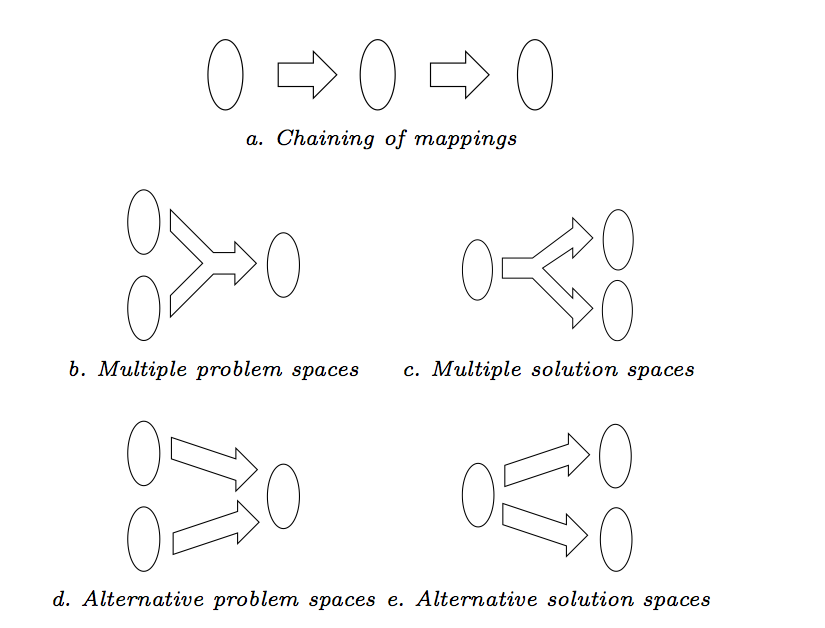 a. Chaining of mappings
b. Multiple problem spaces
c. Multiple solution spaces
d. Alternative problem spaces
e. Alternative solution spaces